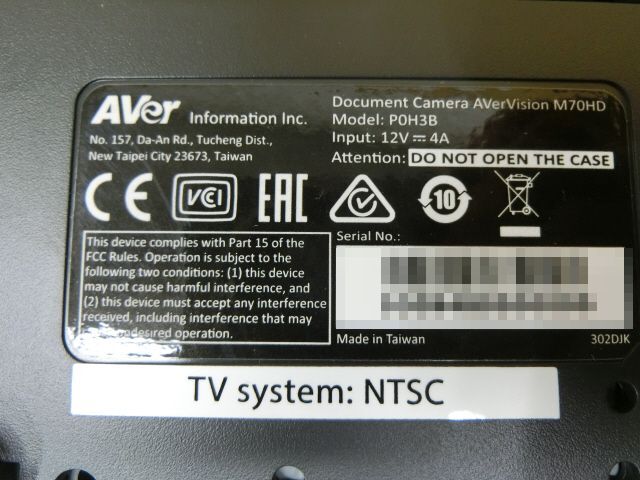 AVer Information Inc.
No. 157, Da-An Rd., Tucheng Dist.,
New Taipei City 23673, Taiwan
Document Camera AVerVision M70HD
Model: P0H3B
Input: 12V ⎓ 4A
Attention: DO NOT OPEN THE CASE
CE VCCI EAC 10
This device complies with Part 15 of the
FCC Rules. Operation is subject to the
following two conditions: (1) this device
may not cause harmful interference, and
(2) this device must accept any interference
received, including interference that may
undesired operation.
Serial No.:
Made in Taiwan
302DJK
TV system: NTSC